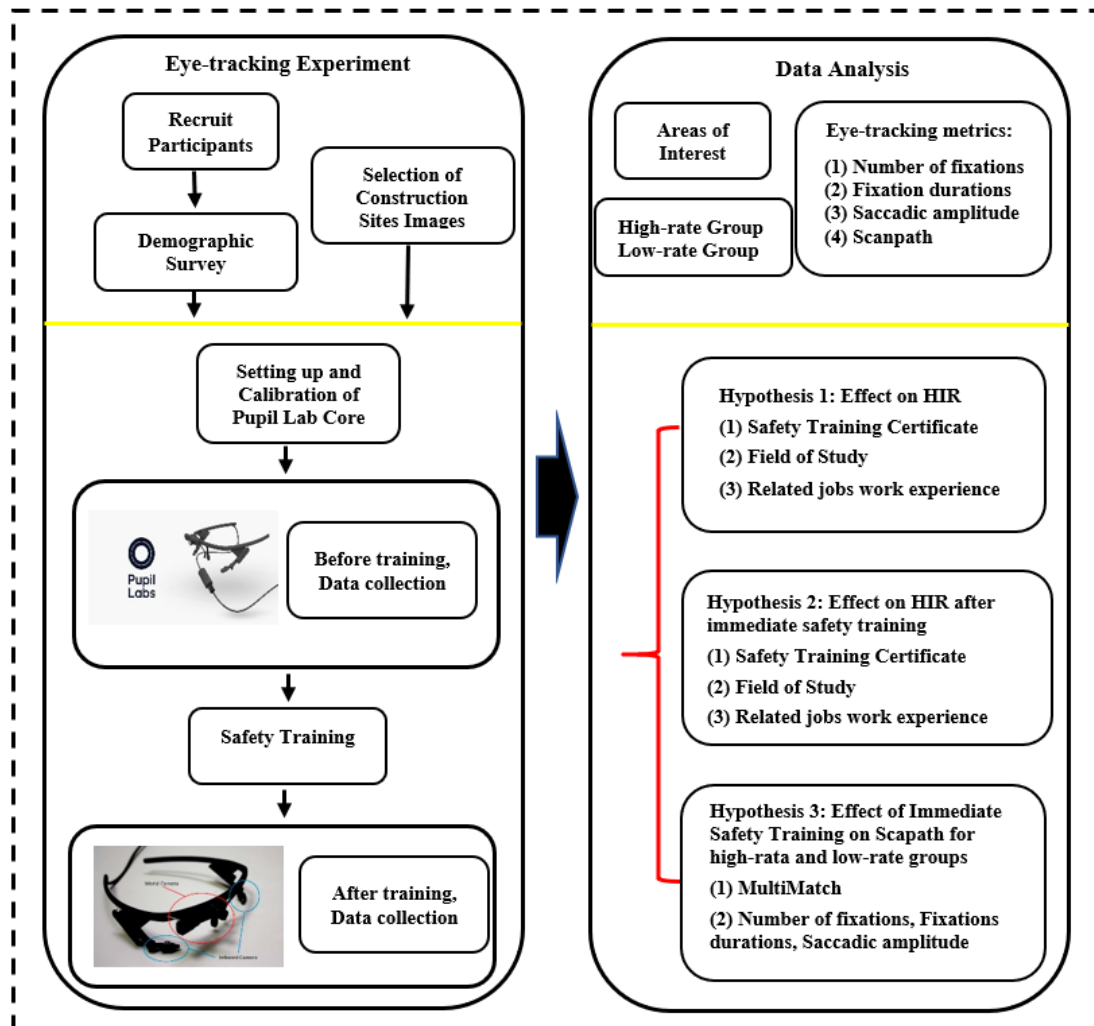 Eye-tracking Experiment
Recruit
Participants
Demographic
Survey
Selection of
Construction
Sites Images
Setting up and
Calibration of
Pupil Lab Core
Pupil
Labs
Before training,
Data collection
Safety Training
World Camera
Infrared Camera
After training,
Data collection
Data Analysis
Areas of
Interest
High-rate Group
Low-rate Group
Eye-tracking metrics:
(1) Number of fixations
(2) Fixation durations
(3) Saccadic amplitude
(4) Scanpath
Hypothesis 1: Effect on HIR
(1) Safety Training Certificate
(2) Field of Study
(3) Related jobs work experience
Hypothesis 2: Effect on HIR after
immediate safety training
(1) Safety Training Certificate
(2) Field of Study
(3) Related jobs work experience
Hypothesis 3: Effect of Immediate
Safety Training on Scapath for
high-rata and low-rate groups
(1) MultiMatch
(2) Number of fixations, Fixations
durations, Saccadic amplitude